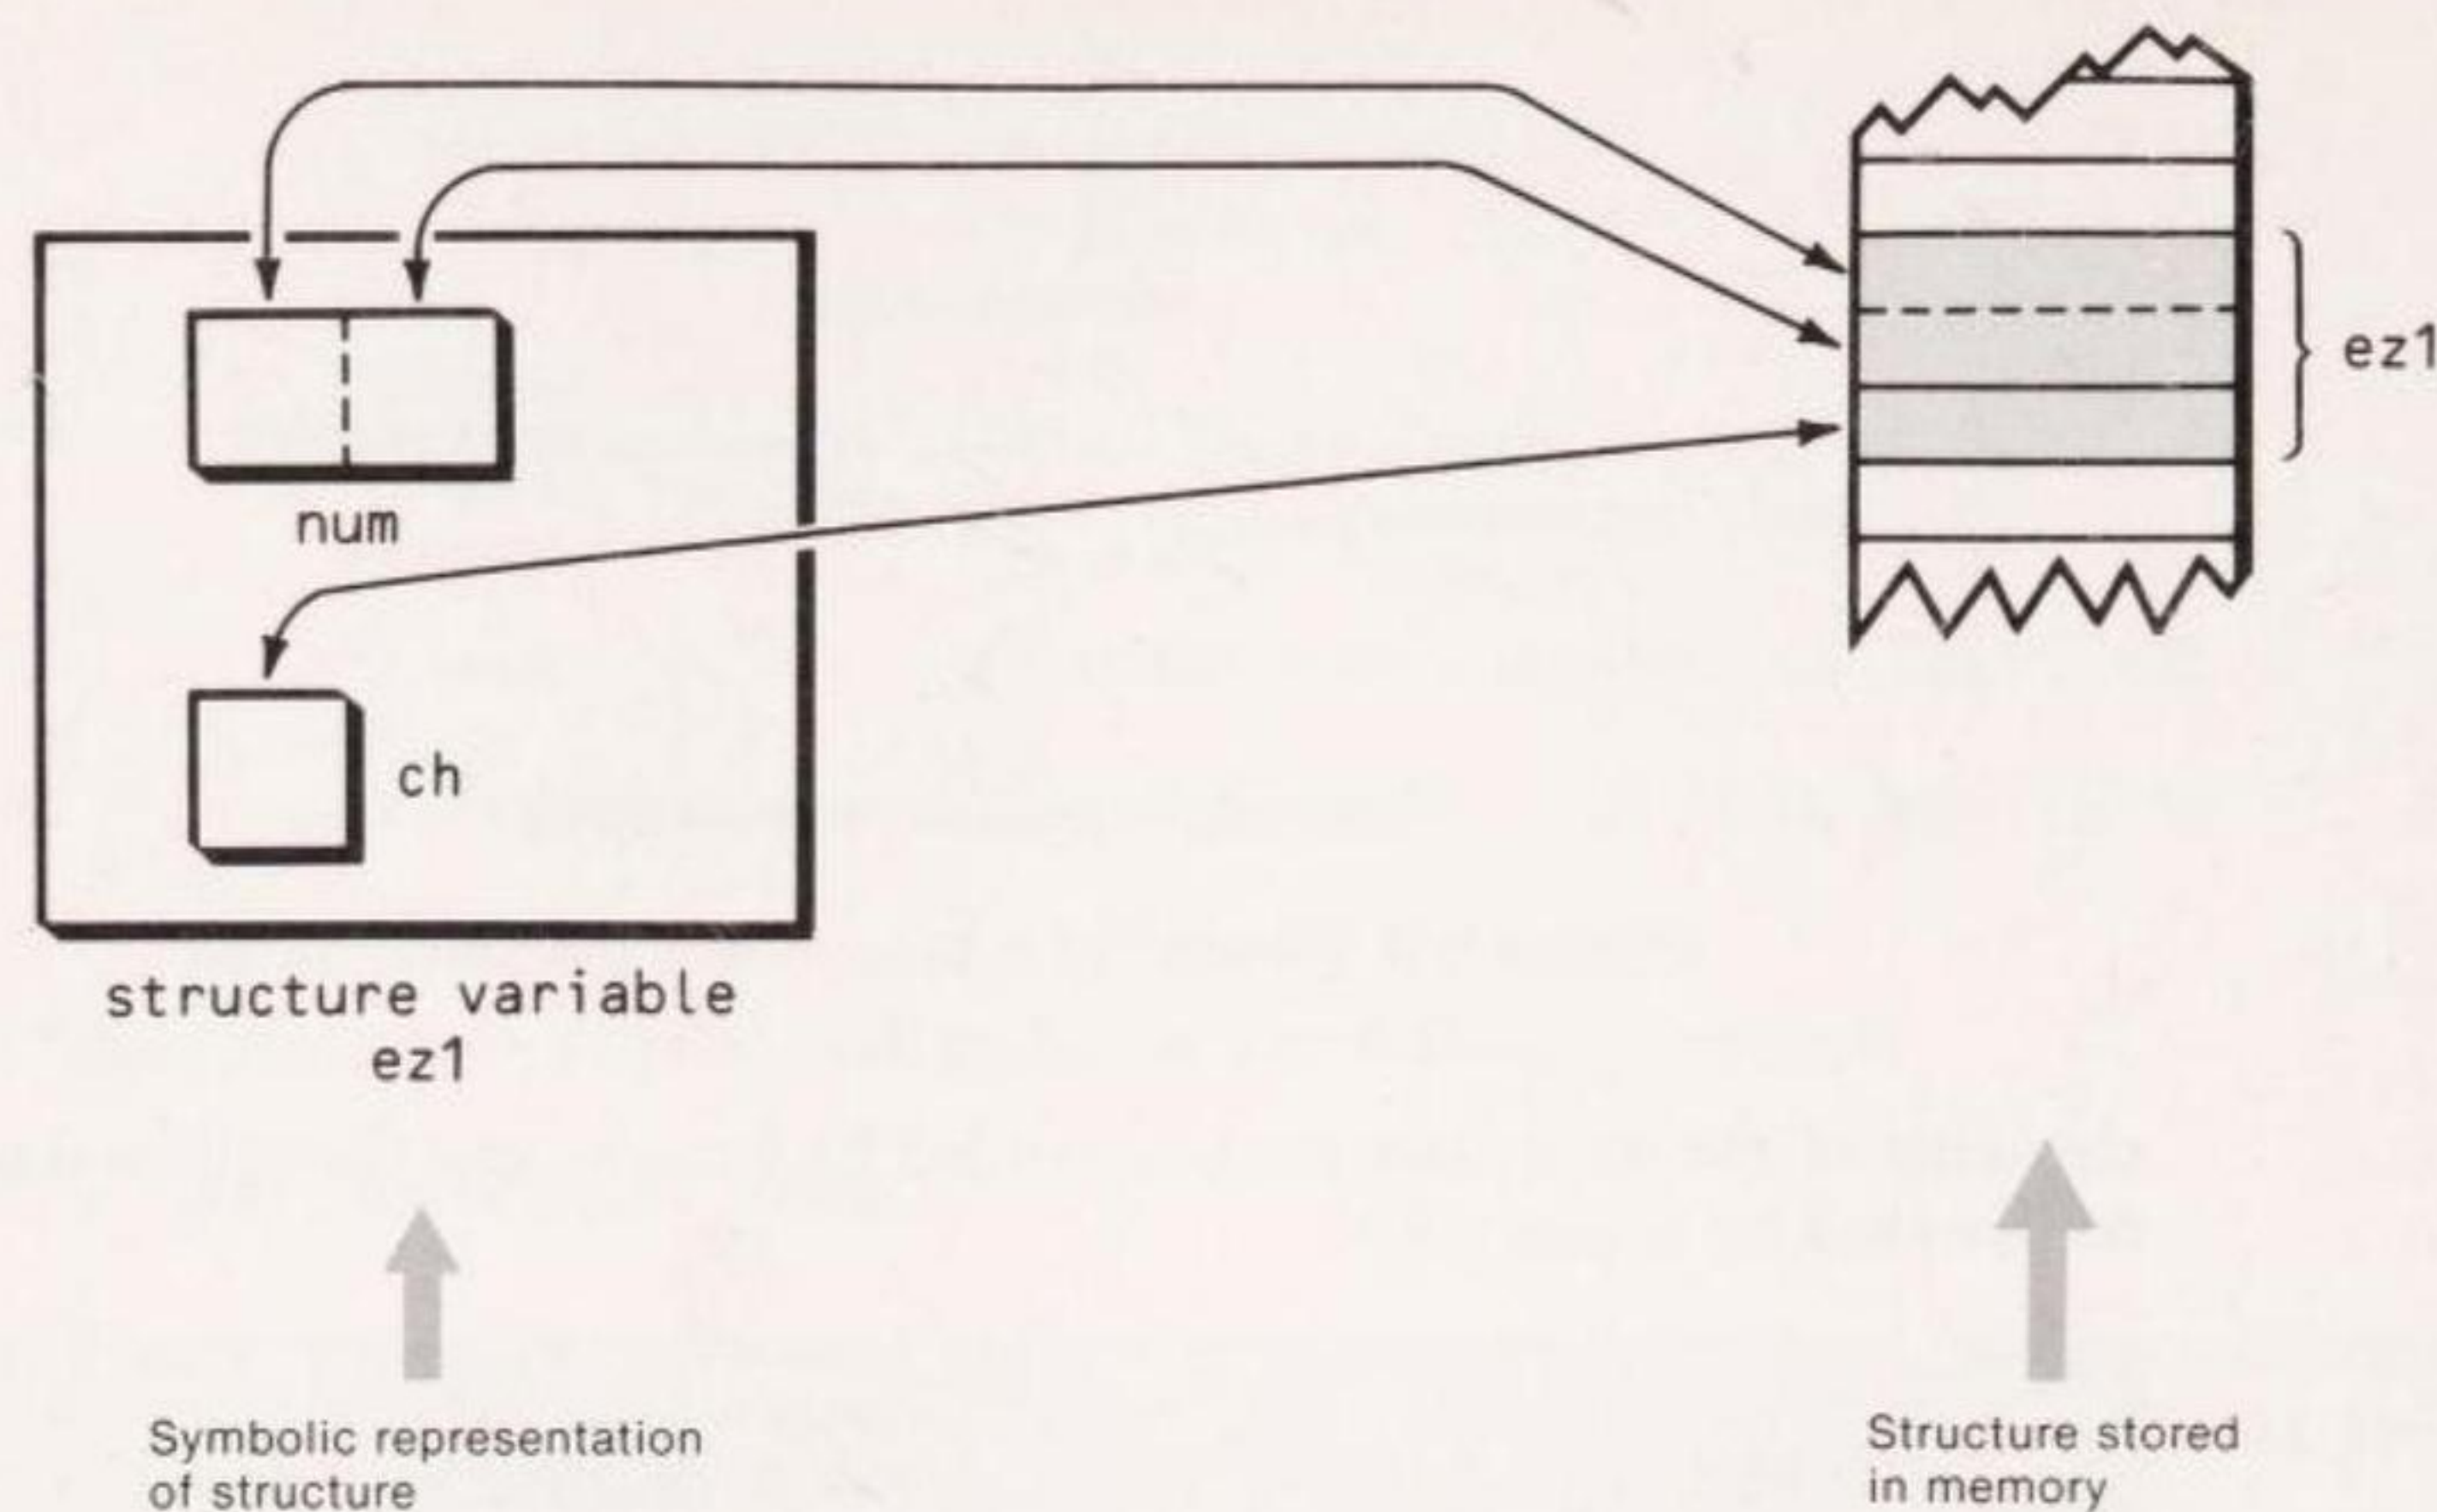 ez1
num
ch
structure variable
ez1
Symbolic representation
of structure
Structure stored
in memory